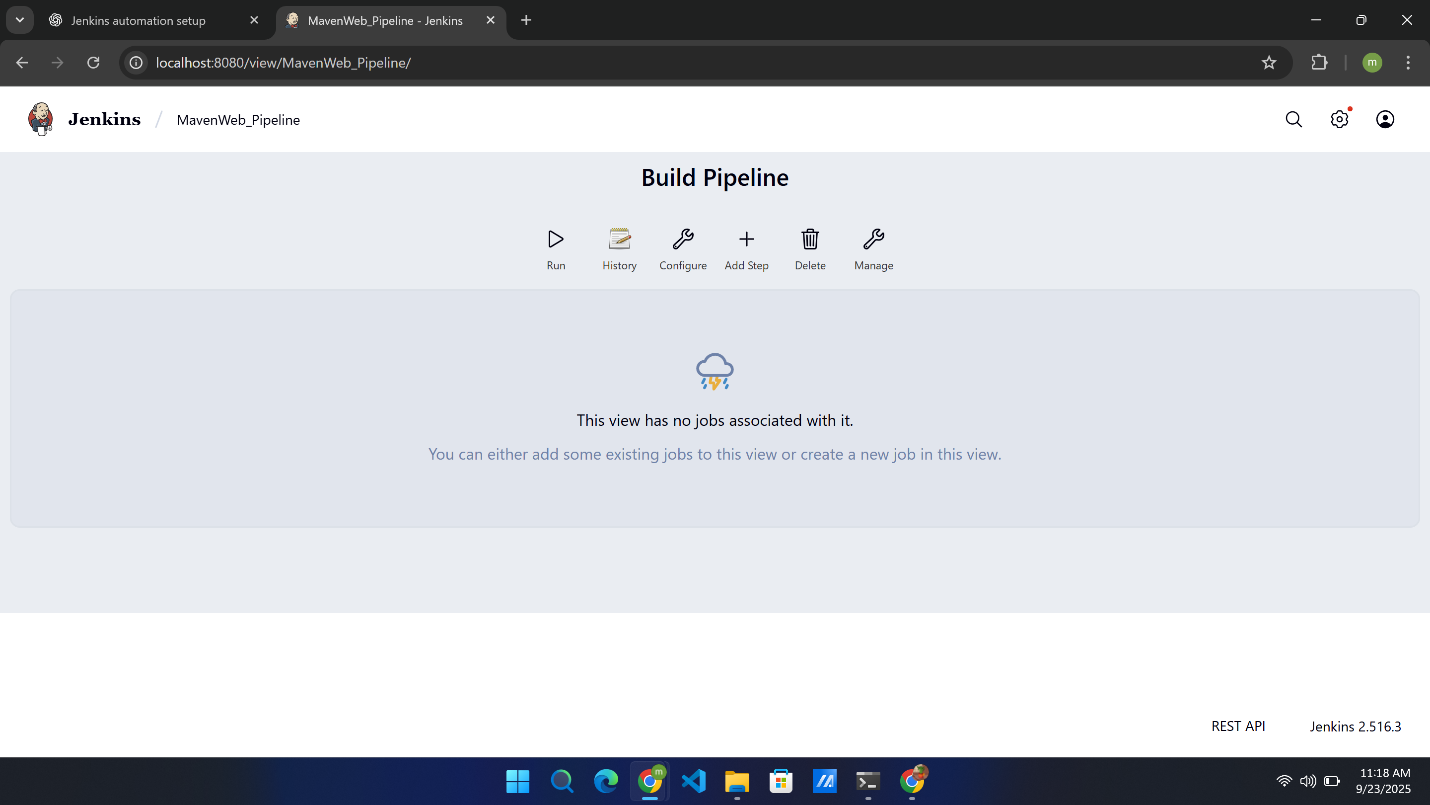 Jenkins automation setup
MavenWeb_Pipeline - Jenkins
localhost:8080/view/MavenWeb_Pipeline/
m
Jenkins / MavenWeb_Pipeline
Build Pipeline
Run History Configure Add Step Delete Manage
This view has no jobs associated with it.
You can either add some existing jobs to this view or create a new job in this view.
REST API Jenkins 2.516.3
m
11:18 AM
9/23/2025